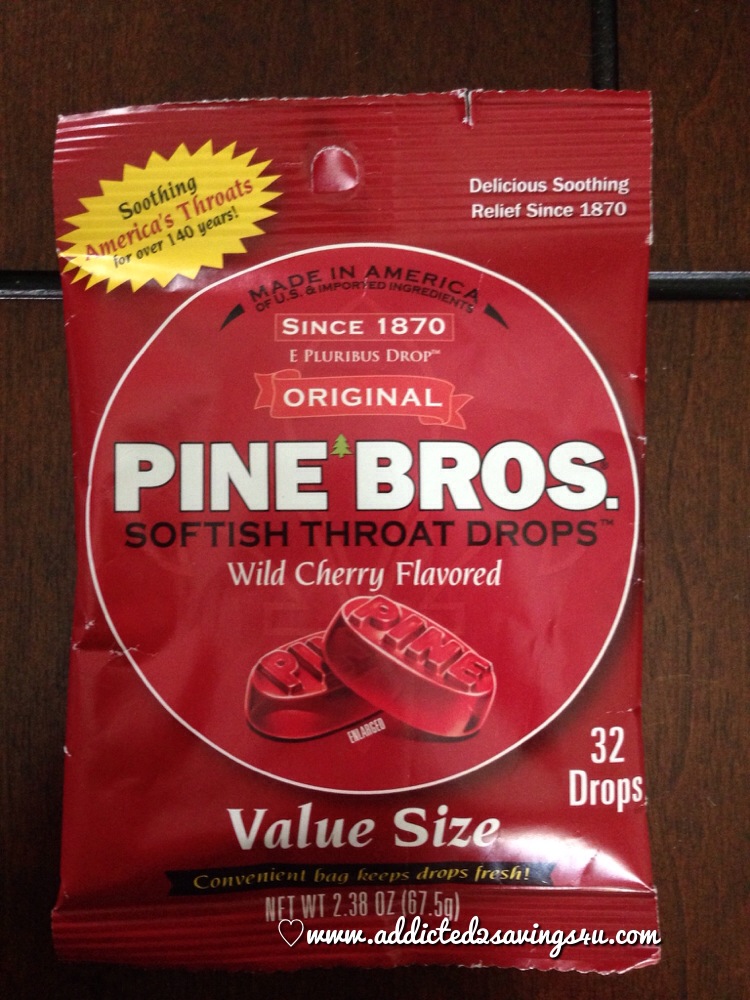 Soothing
America's Throats
for over 140 years!
Delicious Soothing
Relief Since 1870
MADE IN AMERICA
OF U.S. & IMPORTED INGREDIENTS
SINCE 1870
E PLURIBUS DROP™
ORIGINAL
PINE BROS.
SOFTISH THROAT DROPS™
Wild Cherry Flavored
PI
PINE
ENLARGED
32
Drops
Value Size
Convenient bag keeps drops fresh!
NET WT 2.38 OZ (67.5g)
♡www.addicted2savings4u.com